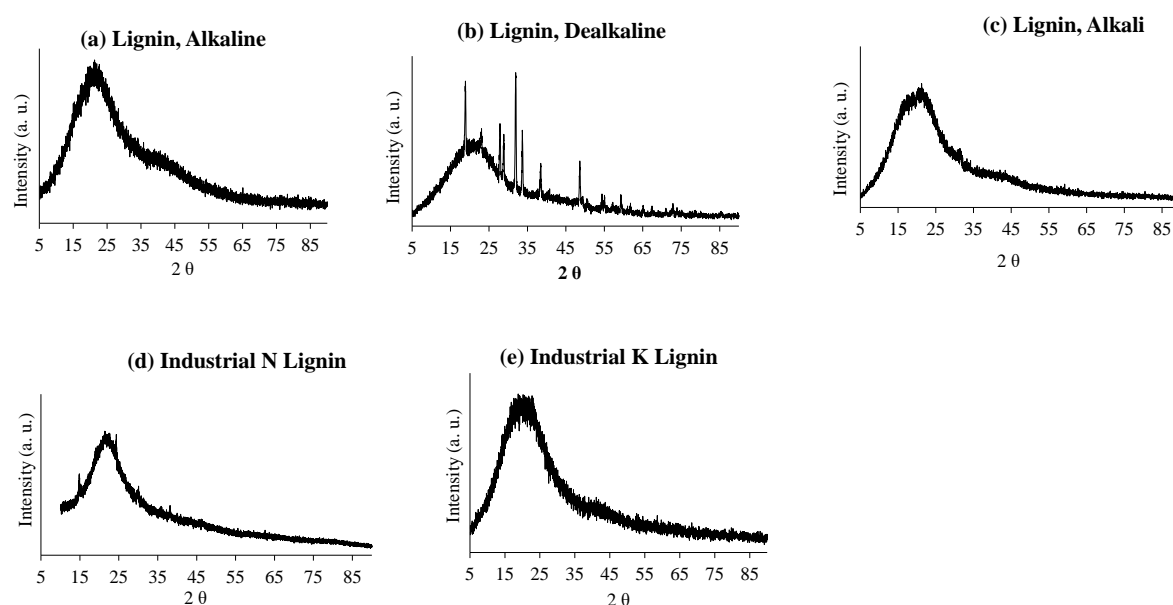 (a) Lignin, Alkaline
Intensity (a. u.)
5 15 25 35 45 55 65 75 85
2 θ
(b) Lignin, Dealkaline
Intensity (a. u.)
5 15 25 35 45 55 65 75 85
2 θ
(c) Lignin, Alkali
Intensity (a. u.)
5 15 25 35 45 55 65 75 85
2 θ
(d) Industrial N Lignin
Intensity (a. u.)
5 15 25 35 45 55 65 75 85
2 θ
(e) Industrial K Lignin
Intensity (a. u.)
5 15 25 35 45 55 65 75 85
2 θ